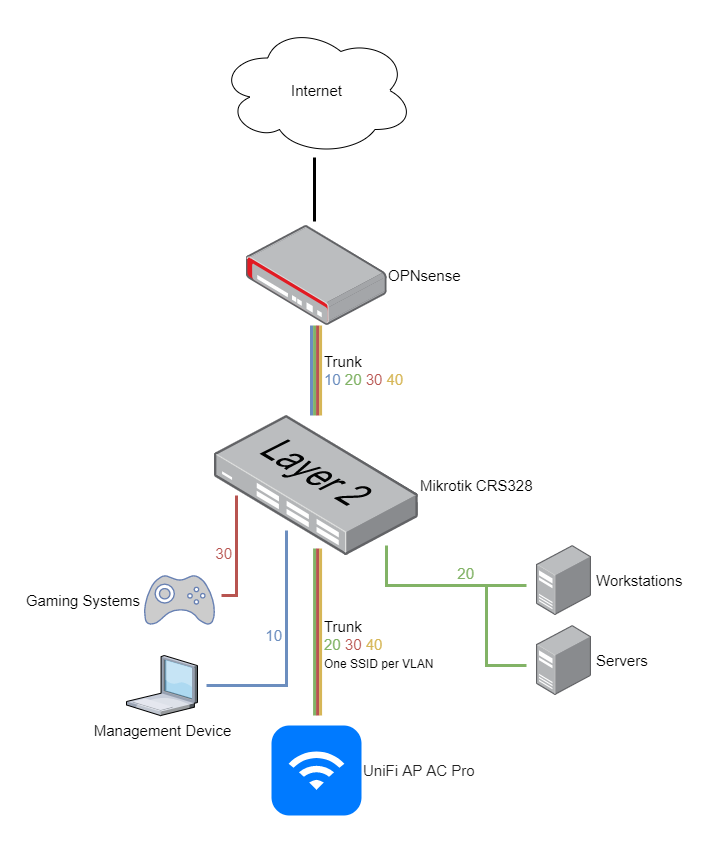 Internet
OPNsense
Trunk
10 20 30 40
Layer 2
Mikrotik CRS328
30
20
Workstations
Gaming Systems
Trunk
10
20 30 40
One SSID per VLAN
Servers
Management Device
UniFi AP AC Pro